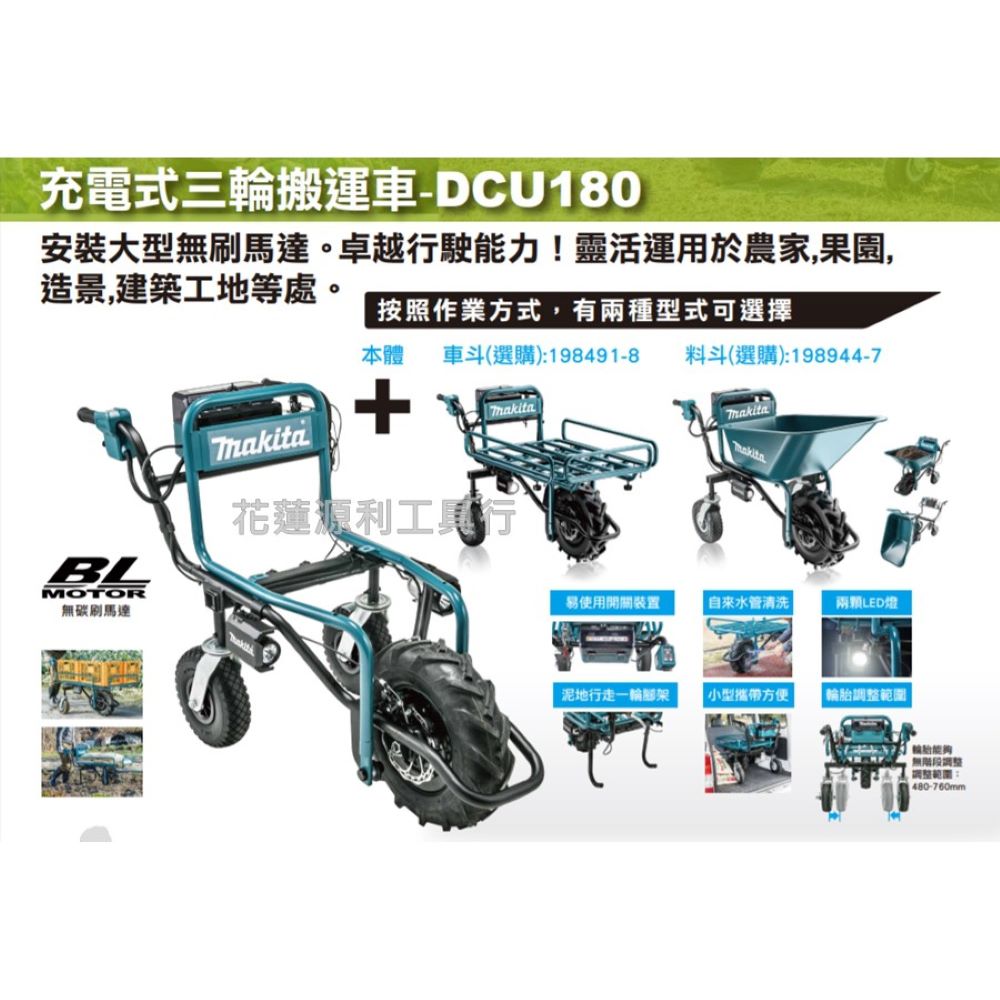 充電式三輪搬運車-DCU180
安裝大型無刷馬達。卓越行駛能力！靈活運用於農家,果園,
造景,建築工地等處。
按照作業方式，有兩種型式可選擇
本體
車斗(選購):198491-8
料斗(選購):198944-7
+
makita
makita
makita
makita
花蓮源利工具行
makita
BL
MOTOR
無碳刷馬達
易使用開關裝置
自來水管清洗
兩顆LED燈
泥地行走一輪腳架
小型攜帶方便
輪胎調整範圍
輪胎能夠
無階段調整
調整範圍：
480-760mm